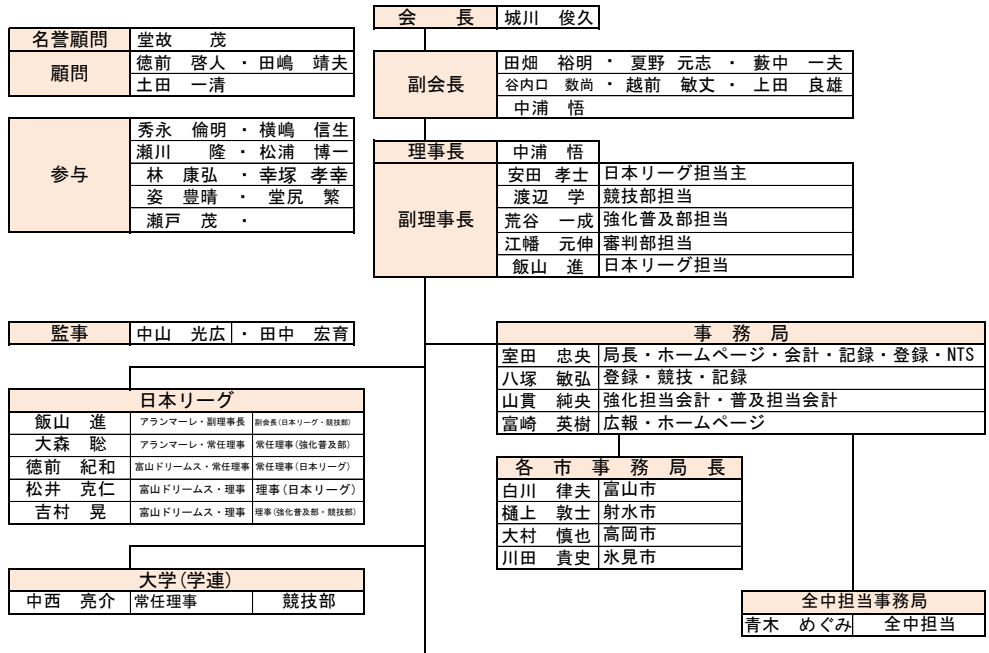 会　長 城川　俊久
名誉顧問 堂故　茂
顧問 徳前　啓人 ・ 田嶋　靖夫
土田　一清
副会長 田畑　裕明 ・ 夏野　元志 ・ 藪中　一夫
谷内口　数尚 ・ 越前　敏丈 ・ 上田　良雄
中浦　悟
参与 秀永　倫明 ・ 横嶋　信生
瀬川　隆 ・ 松浦　博一
林　康弘 ・ 幸塚　孝幸
姿　豊晴 ・ 堂尻　繁
瀬戸　茂 ・
理事長 中浦　悟
副理事長 安田　孝士 日本リーグ担当主
渡辺　学 競技部担当
荒谷　一成 強化普及部担当
江幡　元伸 審判部担当
飯山　進 日本リーグ担当
監事 中山　光広 ・ 田中　宏育
事　務　局
室田　忠央 局長・ホームページ・会計・記録・登録・NTS
八塚　敏弘 登録・競技・記録
山貫　純央 強化担当会計・普及担当会計
富崎　英樹 広報・ホームページ
日本リーグ
飯山　進 アランマーレ・副理事長 副会長(日本リーグ・競技部)
大森　聡 アランマーレ・常任理事 常任理事(強化普及部)
徳前　紀和 富山ドリームス・常任理事 常任理事(日本リーグ)
松井　克仁 富山ドリームス・理事 理事(日本リーグ)
吉村　晃 富山ドリームス・理事 理事(強化普及部・競技部)
各　市　事　務　局　長
白川　律夫 富山市
樋上　敦士 射水市
大村　慎也 高岡市
川田　貴史 氷見市
大学(学連)
中西　亮介 常任理事 競技部
全中担当事務局
青木　めぐみ 全中担当